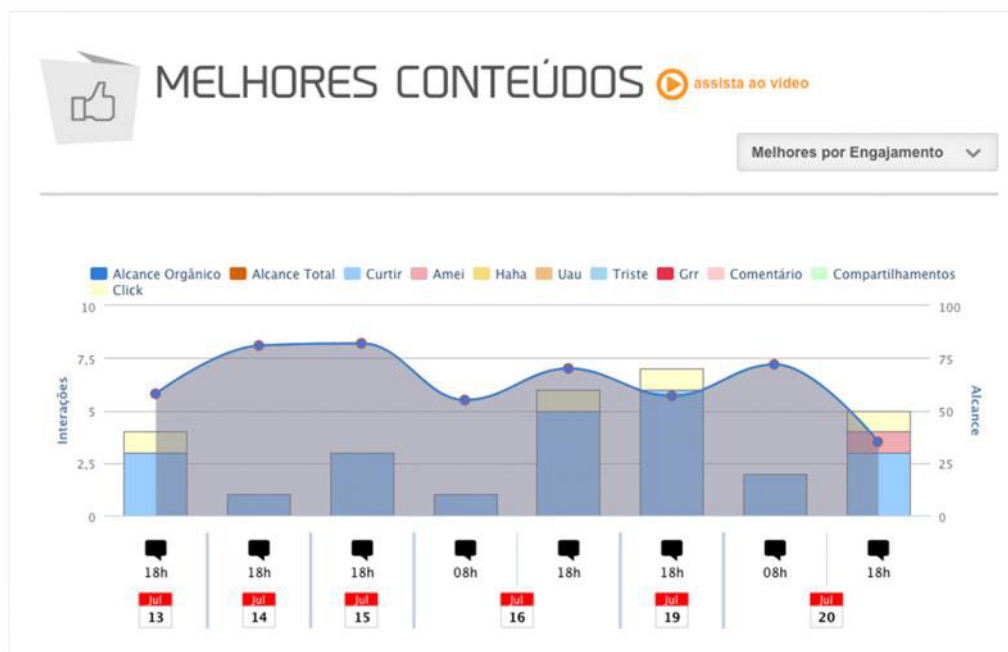 MELHORES CONTEÚDOS assista ao video
Melhores por Engajamento
Alcance Orgânico Alcance Total Curtir Amei Haha Uau Triste Grr Comentário Compartilhamentos
Click
10 100
7,5 75
5 50
2,5 25
0 0
Interações
Alcance
18h 18h 18h 08h 18h 18h 08h 18h
Jul Jul Jul Jul Jul Jul
13 14 15 16 19 20